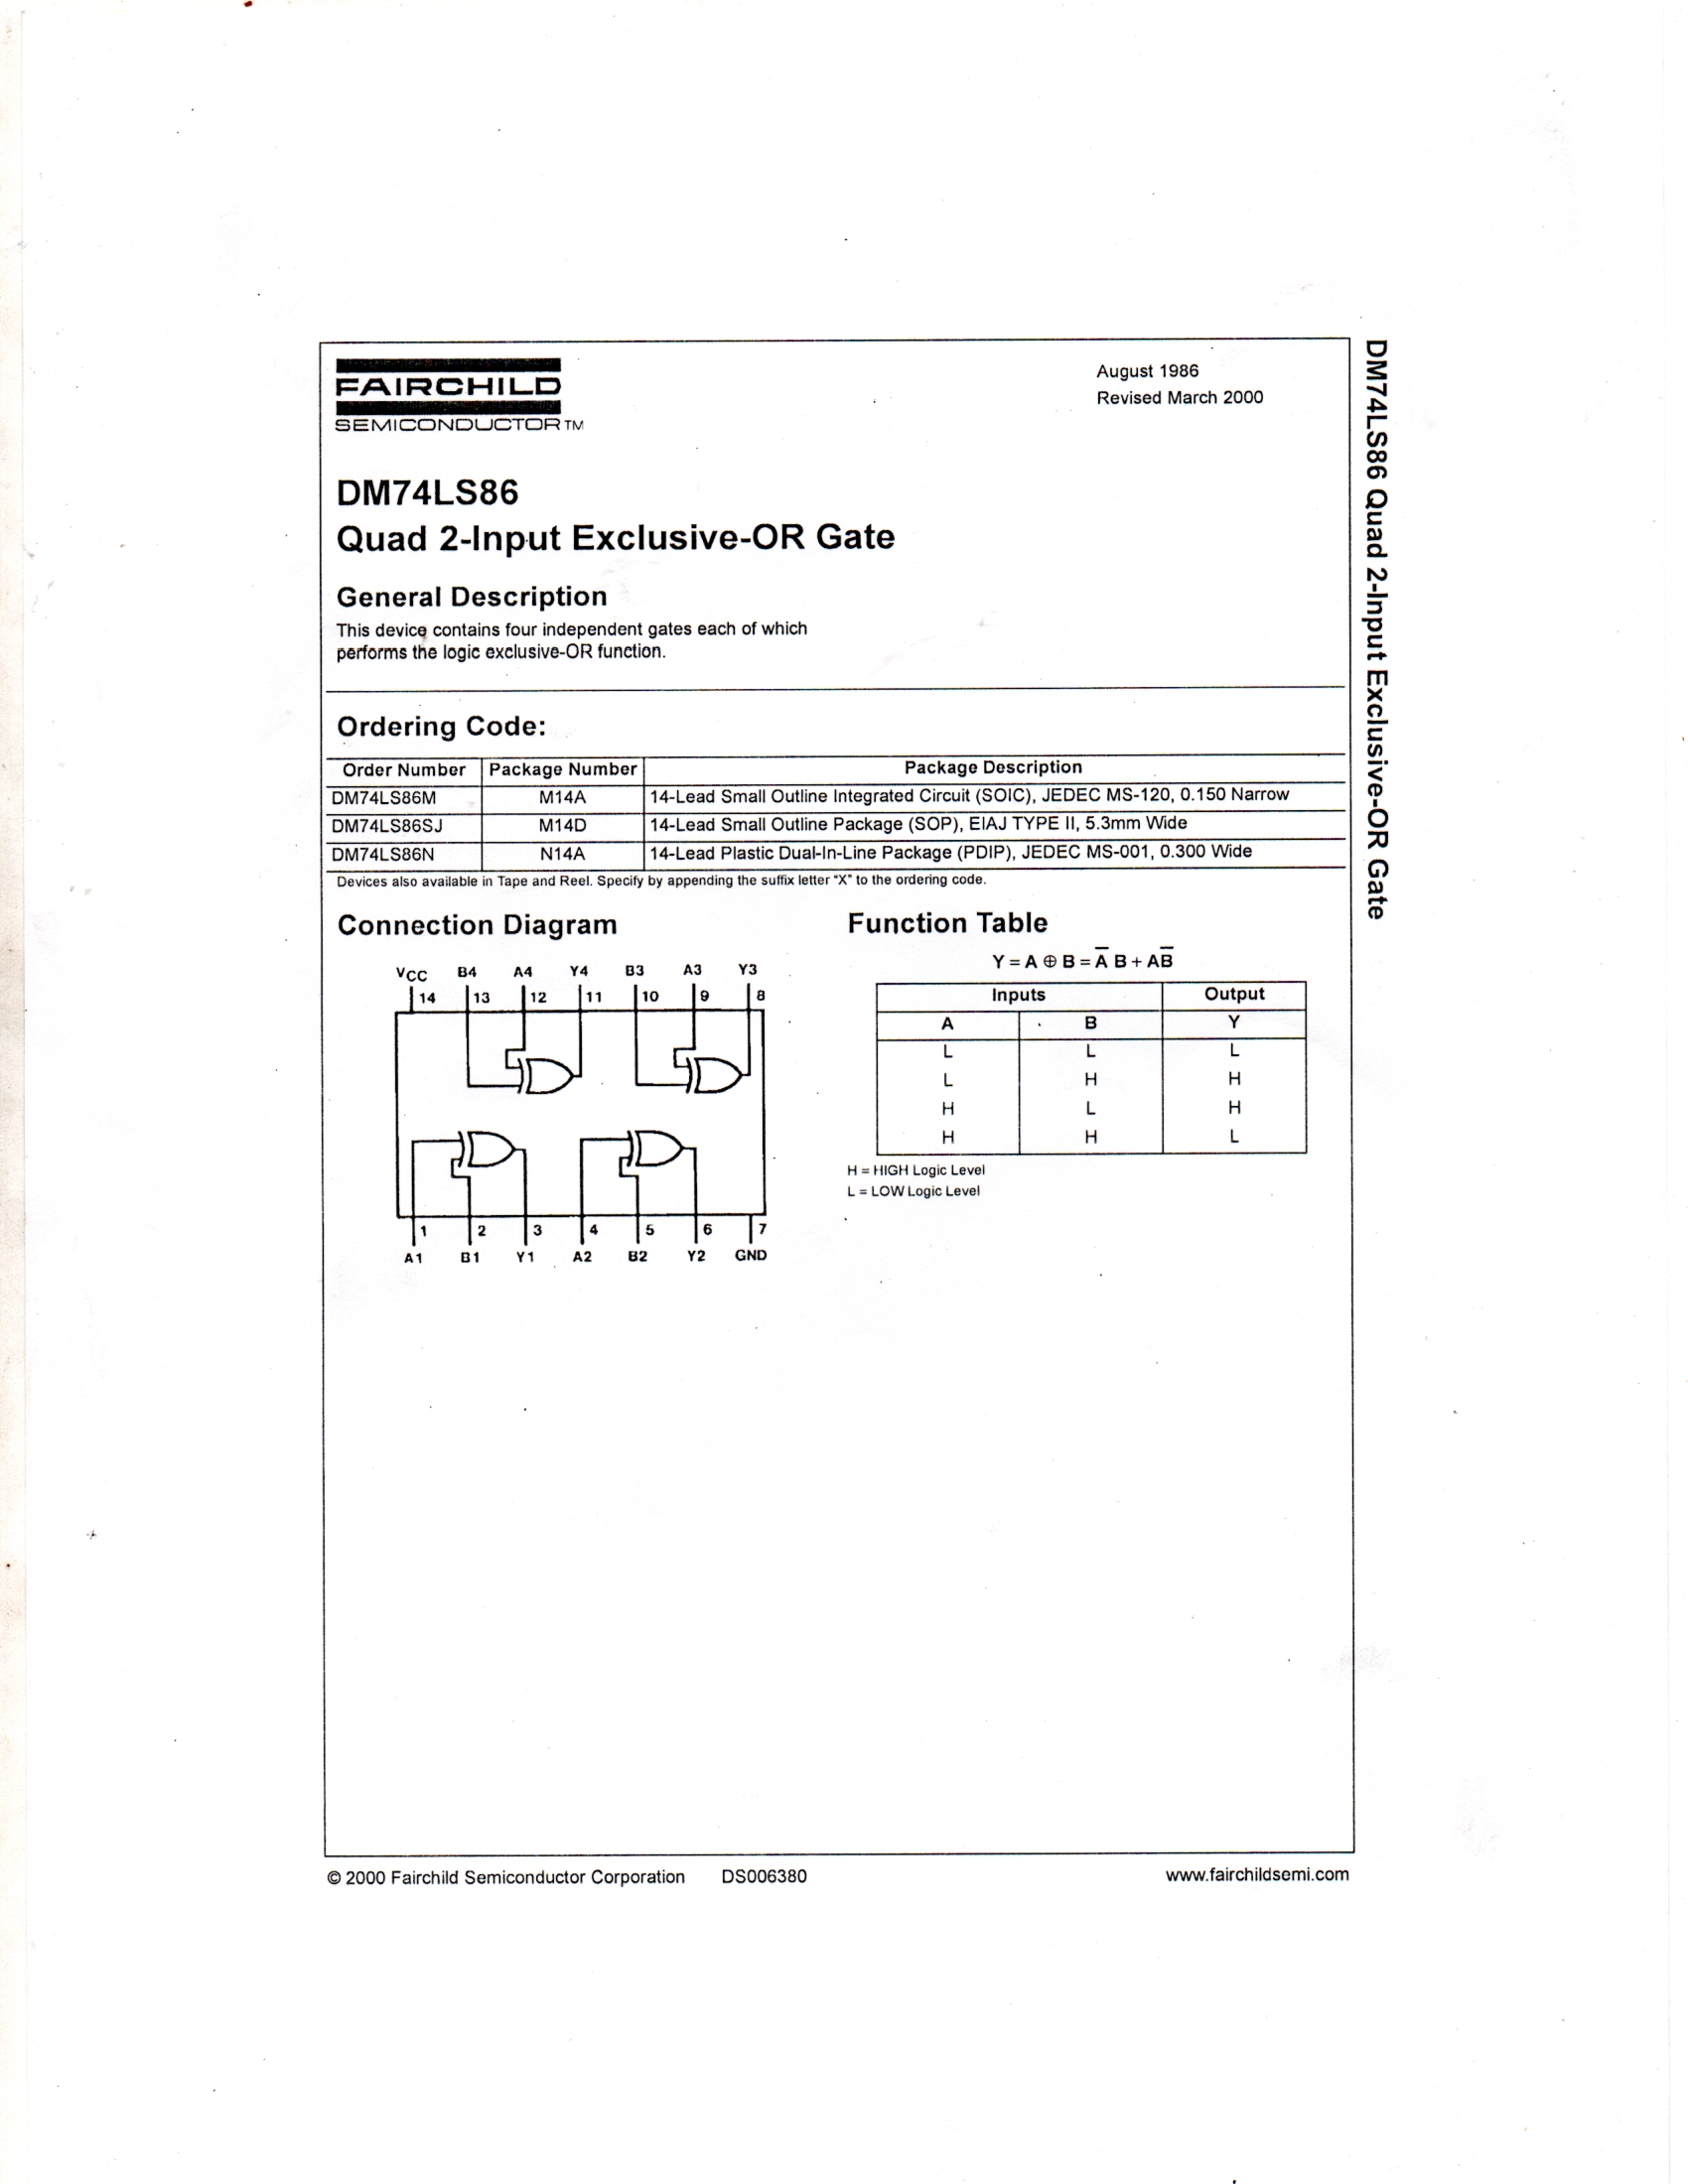 FAIRCHILD
SEMICONDUCTOR™
August 1986
Revised March 2000
DM74LS86
Quad 2-Input Exclusive-OR Gate
General Description
This device contains four independent gates each of which
performs the logic exclusive-OR function.
Ordering Code:
Order Number Package Number Package Description
DM74LS86M M14A 14-Lead Small Outline Integrated Circuit (SOIC), JEDEC MS-120, 0.150 Narrow
DM74LS86SJ M14D 14-Lead Small Outline Package (SOP), EIAJ TYPE II, 5.3mm Wide
DM74LS86N N14A 14-Lead Plastic Dual-In-Line Package (PDIP), JEDEC MS-001, 0.300 Wide
Devices also available in Tape and Reel. Specify by appending the suffix letter "X" to the ordering code.
Connection Diagram
VCC B4 A4 Y4 B3 A3 Y3
14 13 12 11 10 9 8
1 2 3 4 5 6 7
A1 B1 Y1 A2 B2 Y2 GND
Function Table
Y = A ⊕ B = A̅ B + AB̅
Inputs Output
A B Y
L L L
L H H
H L H
H H L
H = HIGH Logic Level
L = LOW Logic Level
© 2000 Fairchild Semiconductor Corporation DS006380 www.fairchildsemi.com
DM74LS86 Quad 2-Input Exclusive-OR Gate